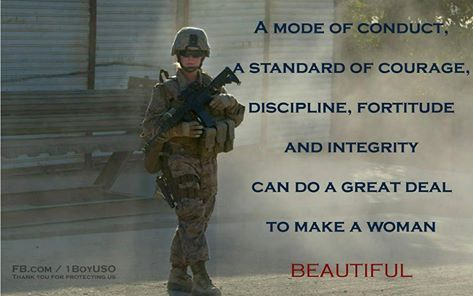 A MODE OF CONDUCT,
A STANDARD OF COURAGE,
DISCIPLINE, FORTITUDE
AND INTEGRITY
CAN DO A GREAT DEAL
TO MAKE A WOMAN
BEAUTIFUL
FB.COM / 1BOYUSO
THANK YOU FOR PROTECTING US